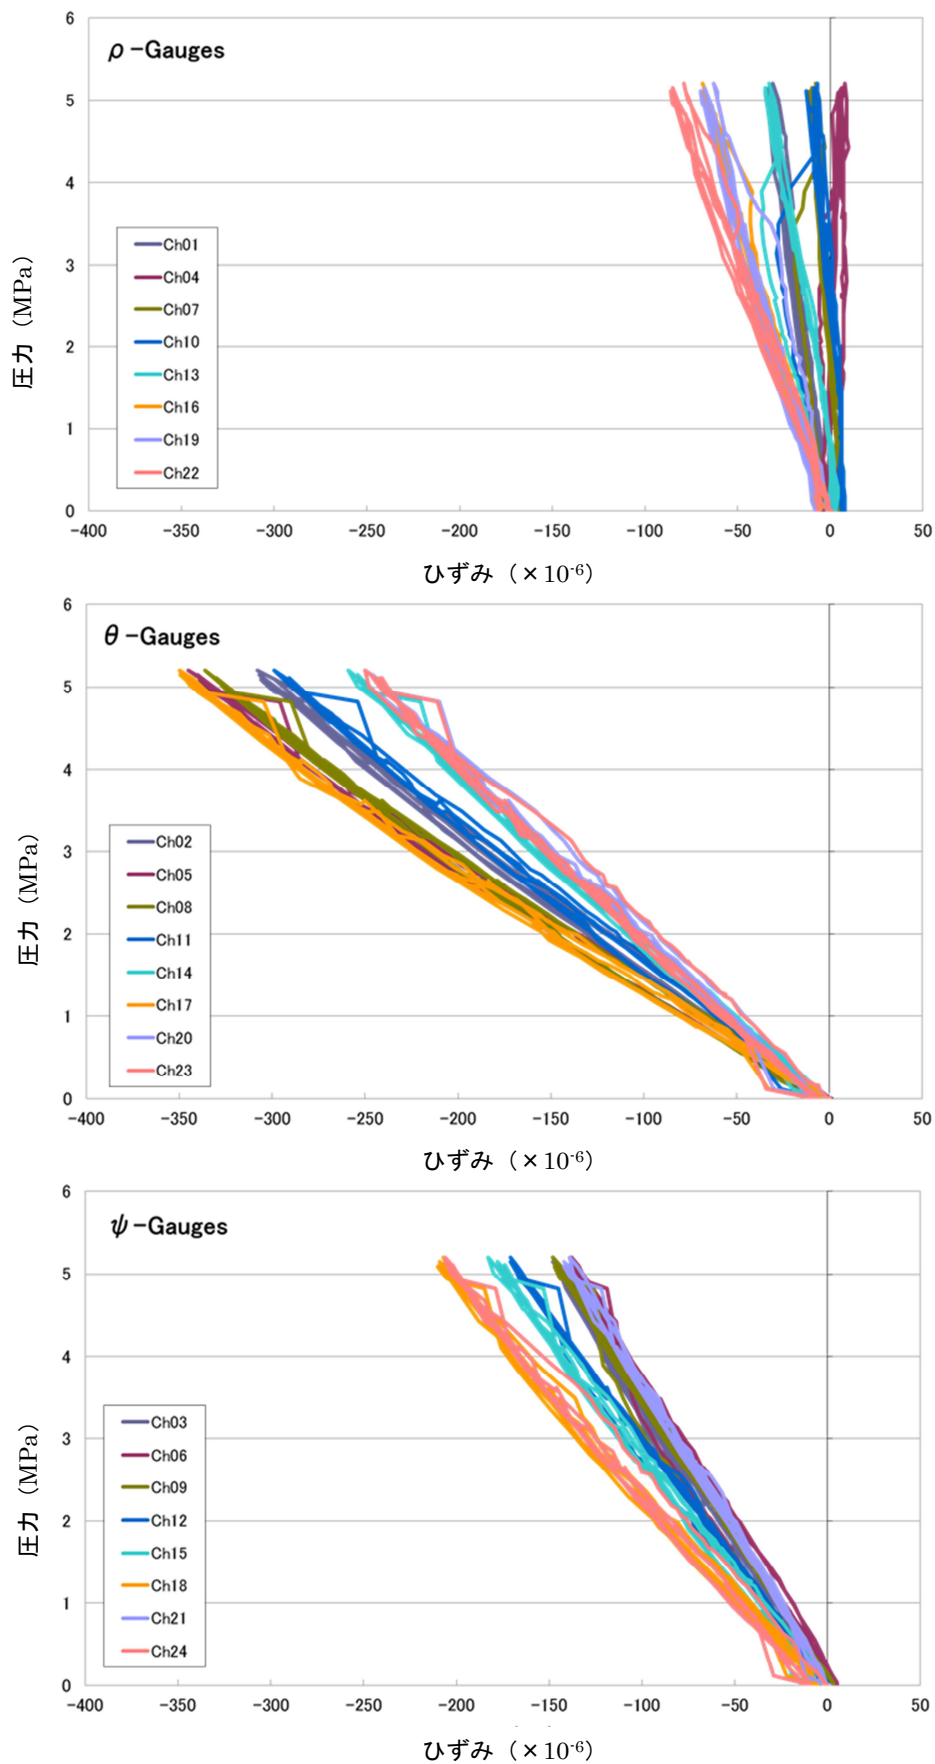 ρ-Gauges
6
5
4
3
2
1
0
圧力 (MPa)
Ch01
Ch04
Ch07
Ch10
Ch13
Ch16
Ch19
Ch22
-400 -350 -300 -250 -200 -150 -100 -50 0 50
ひずみ (×10⁻⁶)
θ-Gauges
6
5
4
3
2
1
0
圧力 (MPa)
Ch02
Ch05
Ch08
Ch11
Ch14
Ch17
Ch20
Ch23
-400 -350 -300 -250 -200 -150 -100 -50 0 50
ひずみ (×10⁻⁶)
ψ-Gauges
6
5
4
3
2
1
0
圧力 (MPa)
Ch03
Ch06
Ch09
Ch12
Ch15
Ch18
Ch21
Ch24
-400 -350 -300 -250 -200 -150 -100 -50 0 50
ひずみ (×10⁻⁶)